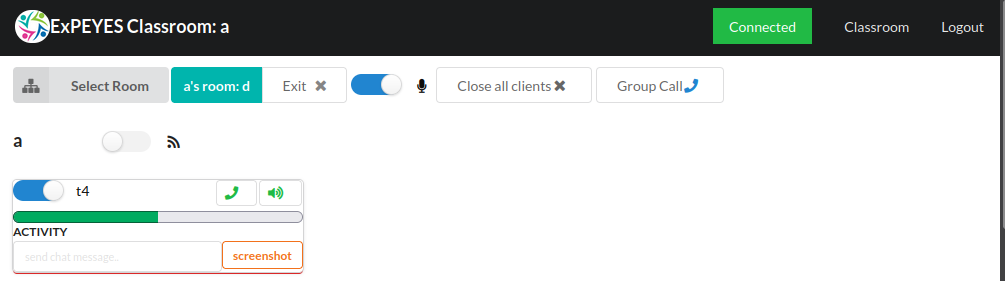 ExPEYES Classroom: a Connected Classroom Logout
Select Room a's room: d Exit Close all clients Group Call
a
t4
ACTIVITY
send chat message.. screenshot